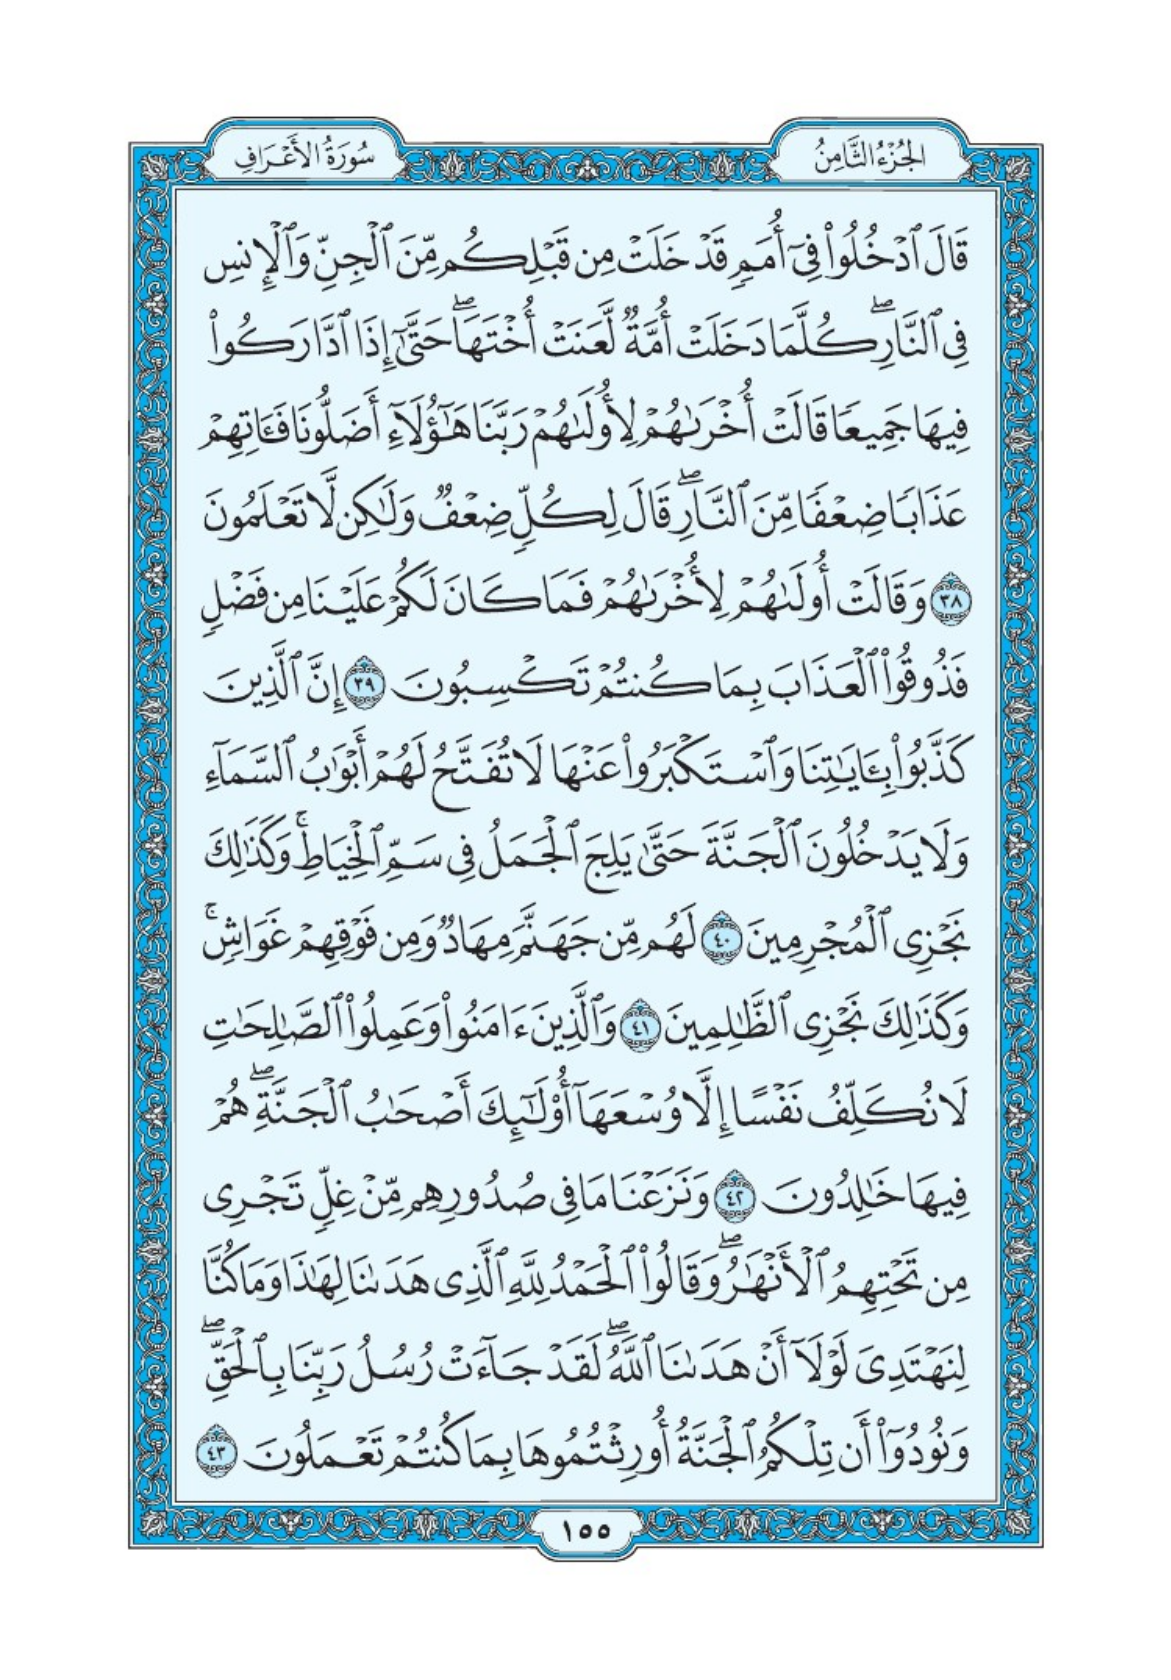 الجُزْءُ الثَّامِنُ
سُورَةُ الأَعْرَافِ
قَالَ ٱدۡخُلُواْ فِيٓ أُمَمٖ قَدۡ خَلَتۡ مِن قَبۡلِكُم مِّنَ ٱلۡجِنِّ وَٱلۡإِنسِ
فِي ٱلنَّارِۖ كُلَّمَا دَخَلَتۡ أُمَّةٞ لَّعَنَتۡ أُخۡتَهَاۖ حَتَّىٰٓ إِذَا ٱدَّارَكُواْ
فِيهَا جَمِيعٗا قَالَتۡ أُخۡرَىٰهُمۡ لِأُولَىٰهُمۡ رَبَّنَا هَٰٓؤُلَآءِ أَضَلُّونَا فَـَٔاتِهِمۡ
عَذَابٗا ضِعۡفٗا مِّنَ ٱلنَّارِۖ قَالَ لِكُلّٖ ضِعۡفٞ وَلَٰكِن لَّا تَعۡلَمُونَ
٣٨ وَقَالَتۡ أُولَىٰهُمۡ لِأُخۡرَىٰهُمۡ فَمَا كَانَ لَكُمۡ عَلَيۡنَا مِن فَضۡلٖ
فَذُوقُواْ ٱلۡعَذَابَ بِمَا كُنتُمۡ تَكۡسِبُونَ ٣٩ إِنَّ ٱلَّذِينَ
كَذَّبُواْ بِـَٔايَٰتِنَا وَٱسۡتَكۡبَرُواْ عَنۡهَا لَا تُفَتَّحُ لَهُمۡ أَبۡوَٰبُ ٱلسَّمَآءِ
وَلَا يَدۡخُلُونَ ٱلۡجَنَّةَ حَتَّىٰ يَلِجَ ٱلۡجَمَلُ فِي سَمِّ ٱلۡخِيَاطِۚ وَكَذَٰلِكَ
نَجۡزِي ٱلۡمُجۡرِمِينَ ٤٠ لَهُم مِّن جَهَنَّمَ مِهَادٞ وَمِن فَوۡقِهِمۡ غَوَاشٖۚ
وَكَذَٰلِكَ نَجۡزِي ٱلظَّٰلِمِينَ ٤١ وَٱلَّذِينَ ءَامَنُواْ وَعَمِلُواْ ٱلصَّٰلِحَٰتِ
لَا نُكَلِّفُ نَفۡسًا إِلَّا وُسۡعَهَآ أُوْلَٰٓئِكَ أَصۡحَٰبُ ٱلۡجَنَّةِۖ هُمۡ
فِيهَا خَٰلِدُونَ ٤٢ وَنَزَعۡنَا مَا فِي صُدُورِهِم مِّنۡ غِلّٖ تَجۡرِي
مِن تَحۡتِهِمُ ٱلۡأَنۡهَٰرُۖ وَقَالُواْ ٱلۡحَمۡدُ لِلَّهِ ٱلَّذِي هَدَىٰنَا لِهَٰذَا وَمَا كُنَّا
لِنَهۡتَدِيَ لَوۡلَآ أَنۡ هَدَىٰنَا ٱللَّهُۖ لَقَدۡ جَآءَتۡ رُسُلُ رَبِّنَا بِٱلۡحَقِّۖ
وَنُودُوٓاْ أَن تِلۡكُمُ ٱلۡجَنَّةُ أُورِثۡتُمُوهَا بِمَا كُنتُمۡ تَعۡمَلُونَ ٤٣
١٥٥